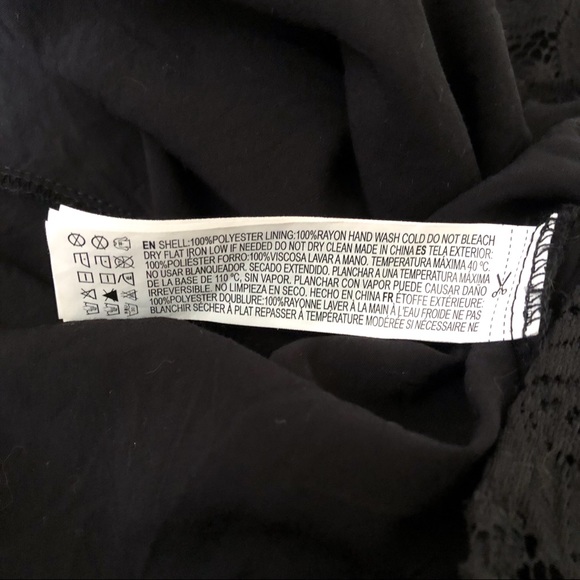 EN SHELL:100%POLYESTER LINING:100%RAYON HAND WASH COLD DO NOT BLEACH
DRY FLAT IRON LOW IF NEEDED DO NOT DRY CLEAN MADE IN CHINA ES TELA EXTERIOR:
100%POLIESTER FORRO:100%VISCOSA LAVAR A MANO. TEMPERATURA MÁXIMA 40 ºC.
NO USAR BLANQUEADOR. SECADO EXTENDIDO. PLANCHAR A UNA TEMPERATURA MÁXIMA
DE LA BASE DE 110 ºC. PLANCHAR CON VAPOR PUEDE CAUSAR DAÑO
IRREVERSIBLE. NO LIMPIEZA EN SECO. HECHO EN CHINA FR ÉTOFFE EXTÉRIEURE:
100%POLYESTER DOUBLURE:100%RAYONNE LAVER À LA MAIN À L'EAU FROIDE NE PAS
BLANCHIR SÉCHER À PLAT REPASSER À TEMPÉRATURE MODÉRÉE SI NÉCESSAIRE NE